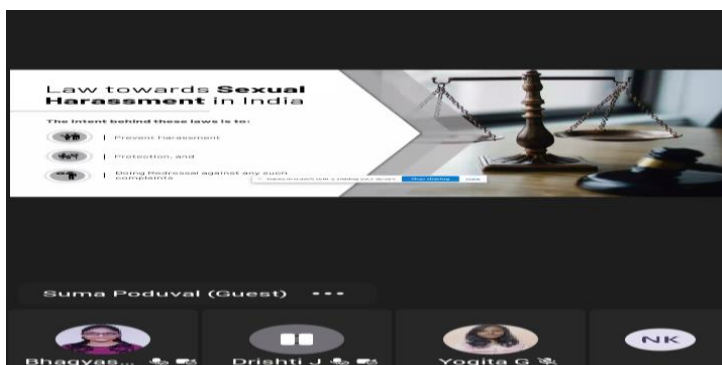 Law towards Sexual
Harassment in India
The Intent behind these laws is to:
| Prevent Harassment
| Protection, and
| Doing Redressal against any such
complaints
Stop sharing
Hide
Suma Poduval (Guest) •••
Bhagyas... Drishti J Yogita G NK